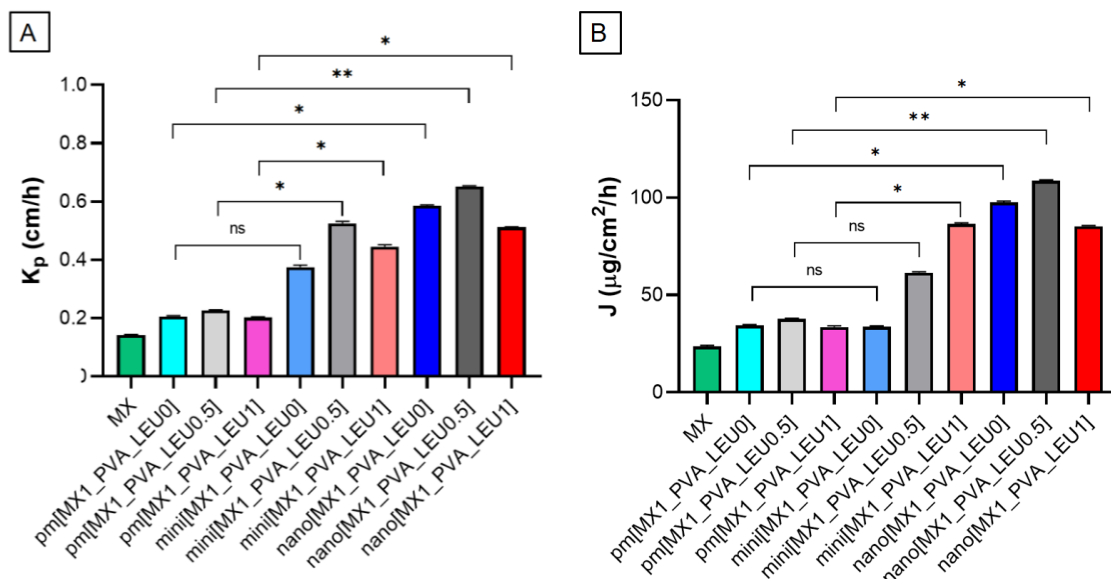 A
*
**
*
*
*
ns
1.0
0.8
0.6
0.4
0.2
Kp (cm/h)
MX
pm[MX1_PVA_LEU0]
pm[MX1_PVA_LEU0.5]
pm[MX1_PVA_LEU1]
mini[MX1_PVA_LEU0]
mini[MX1_PVA_LEU0.5]
mini[MX1_PVA_LEU1]
nano[MX1_PVA_LEU0]
nano[MX1_PVA_LEU0.5]
nano[MX1_PVA_LEU1]
B
*
**
*
*
ns
ns
150
100
50
0
J (µg/cm²/h)
MX
pm[MX1_PVA_LEU0]
pm[MX1_PVA_LEU0.5]
pm[MX1_PVA_LEU1]
mini[MX1_PVA_LEU0]
mini[MX1_PVA_LEU0.5]
mini[MX1_PVA_LEU1]
nano[MX1_PVA_LEU0]
nano[MX1_PVA_LEU0.5]
nano[MX1_PVA_LEU1]